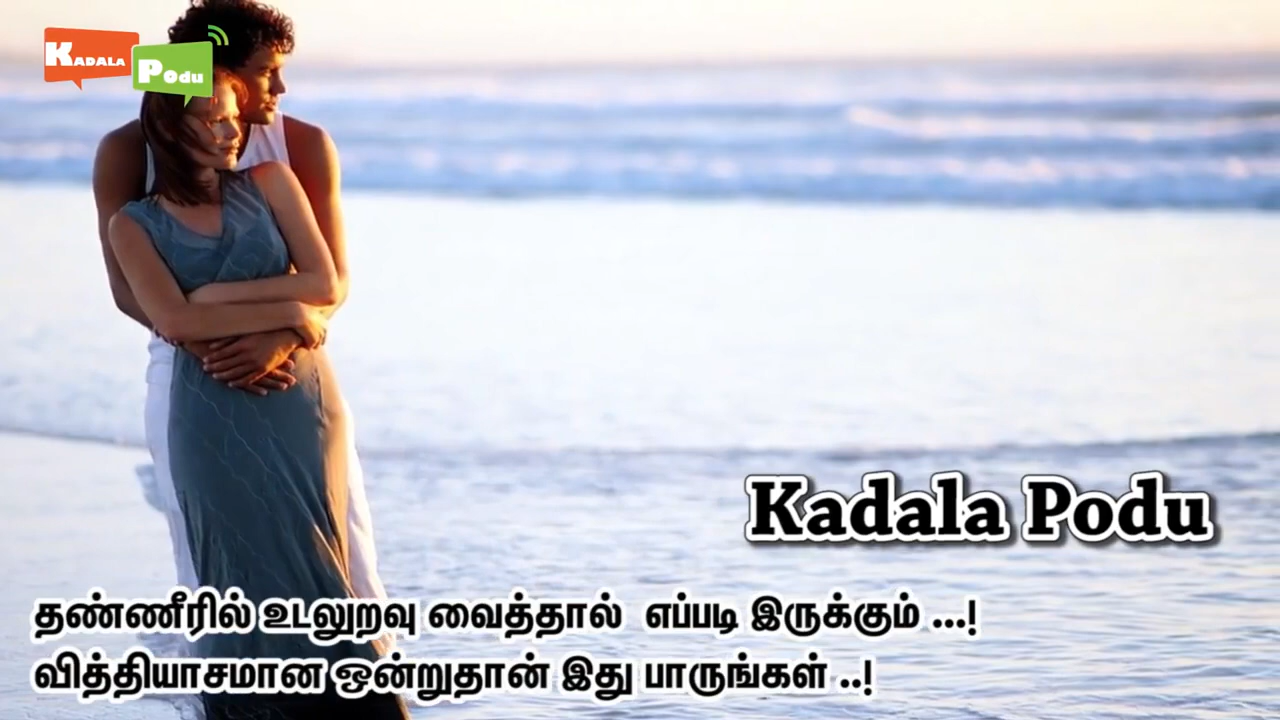 KADALA
PODU
Kadala Podu
தண்ணீரில் உடலுறவு வைத்தால் எப்படி இருக்கும் ...!
வித்தியாசமான ஒன்றுதான் இது பாருங்கள் ..!